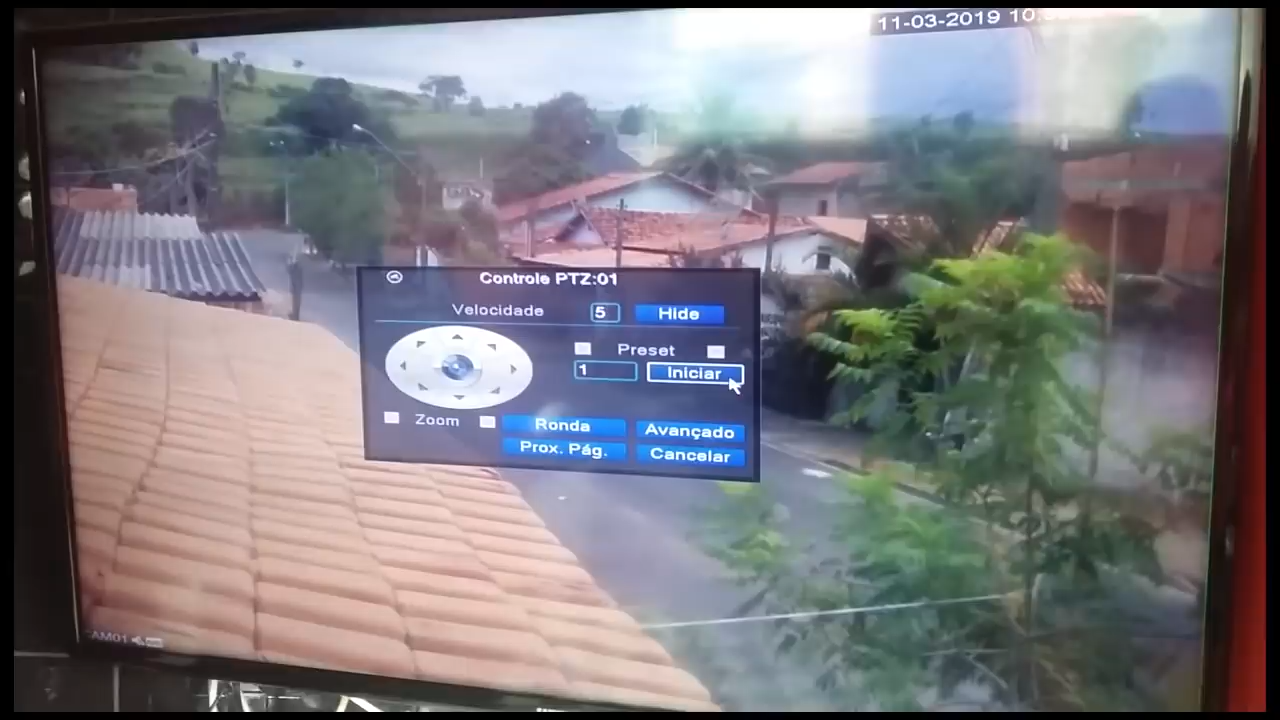 11-03-2019 10:
Controle PTZ:01
Velocidade 5 Hide
Preset
1 Iniciar
Zoom Ronda Avançado
Prox. Pág. Cancelar
CAM01